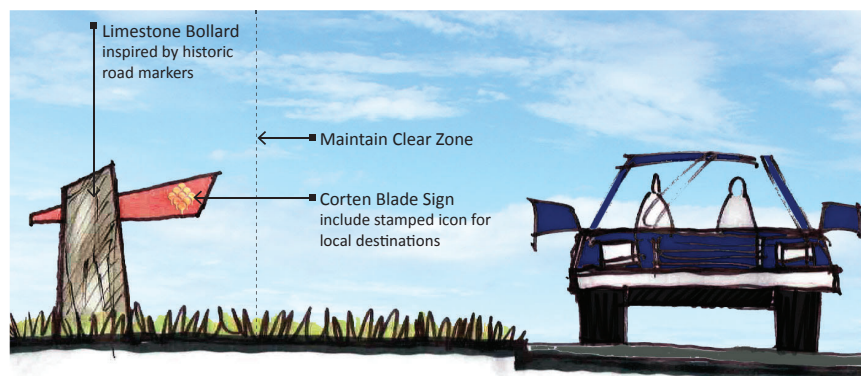 Limestone Bollard
inspired by historic
road markers
Maintain Clear Zone
Corten Blade Sign
include stamped icon for
local destinations